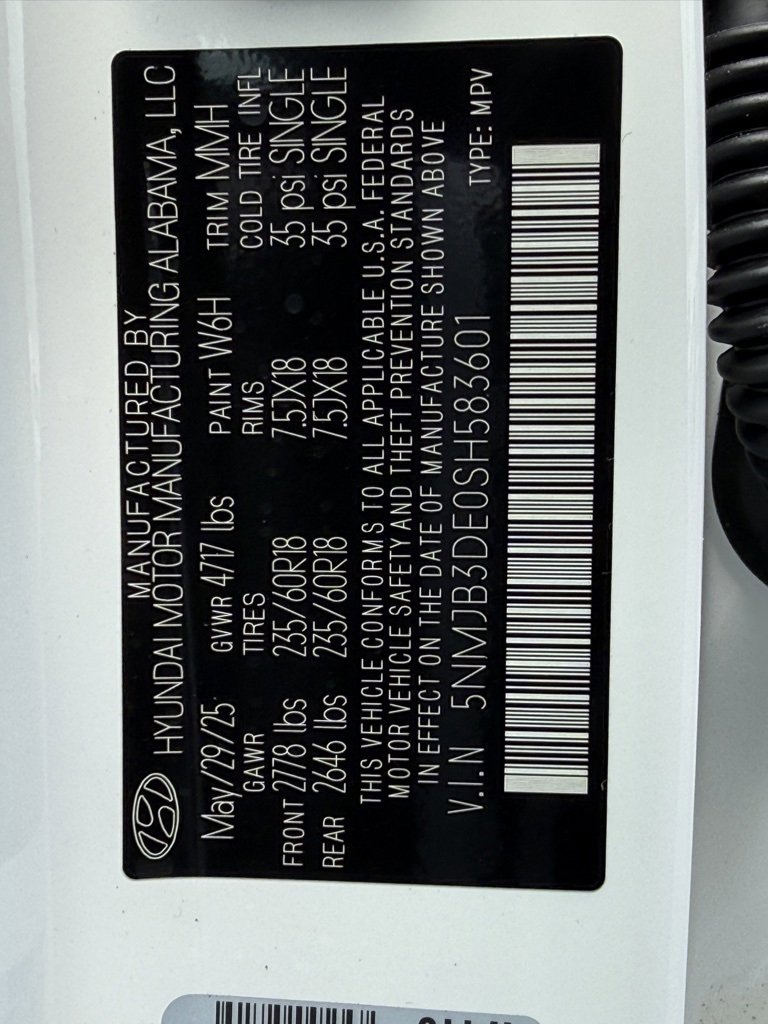 MANUFACTURED BY
HYUNDAI MOTOR MANUFACTURING ALABAMA, LLC
May/29/25 GVWR 4717 lbs PAINT W6H TRIM MMH
GAWR TIRES RIMS COLD TIRE INFL
FRONT 2778 lbs 235/60R18 7.5JX18 35 psi SINGLE
REAR 2646 lbs 235/60R18 7.5JX18 35 psi SINGLE
THIS VEHICLE CONFORMS TO ALL APPLICABLE U.S.A. FEDERAL
MOTOR VEHICLE SAFETY AND THEFT PREVENTION STANDARDS
IN EFFECT ON THE DATE OF MANUFACTURE SHOWN ABOVE
V.I.N 5NMJB3DE0SH583601 TYPE: MPV